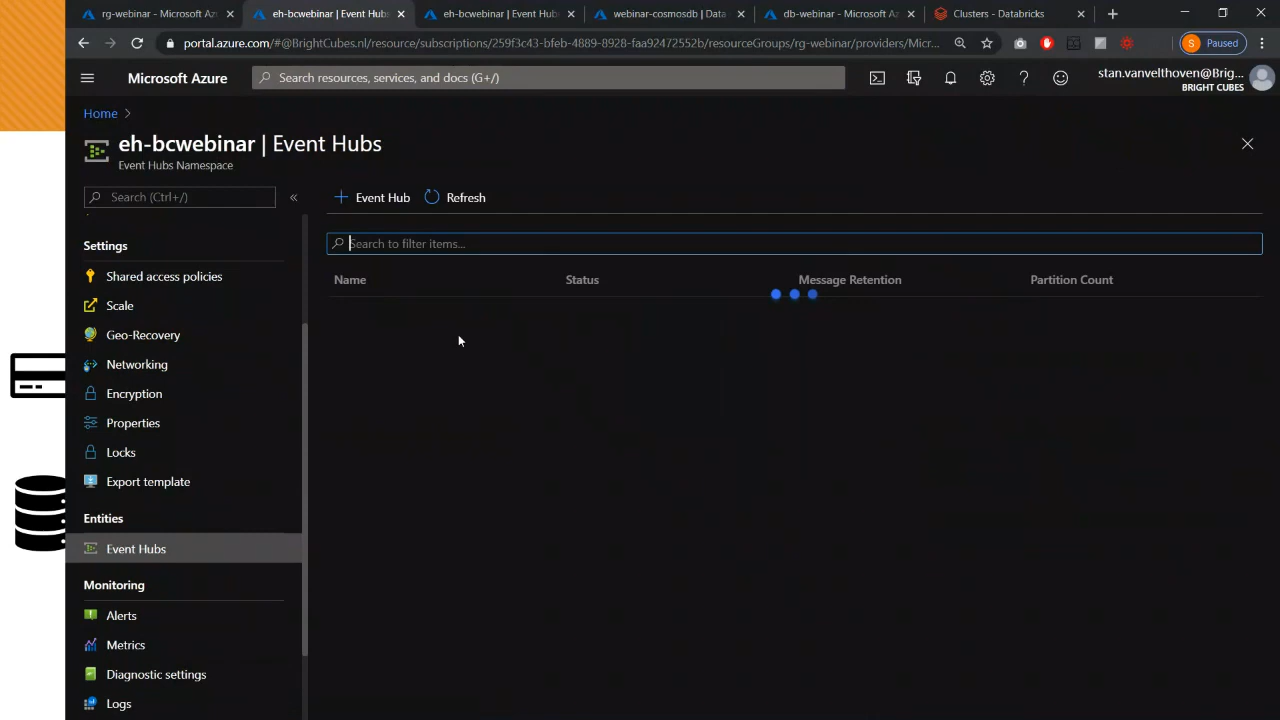 rg-webinar - Microsoft Az
eh-bcwebinar | Event Hubs
eh-bcwebinar | Event Hubs
webinar-cosmosdb | Data
db-webinar - Microsoft Az
Clusters - Databricks
portal.azure.com/#@BrightCubes.nl/resource/subscriptions/259f3c43-bfeb-4889-8928-faa92472552b/resourceGroups/rg-webinar/providers/Micr...
S Paused
Microsoft Azure
Search resources, services, and docs (G+/)
stan.vanvelthoven@Brig...
BRIGHT CUBES
Home >
eh-bcwebinar | Event Hubs
Event Hubs Namespace
Search (Ctrl+/)
«
+ Event Hub
Refresh
Search to filter items...
Name Status Message Retention Partition Count
Settings
Shared access policies
Scale
Geo-Recovery
Networking
Encryption
Properties
Locks
Export template
Entities
Event Hubs
Monitoring
Alerts
Metrics
Diagnostic settings
Logs